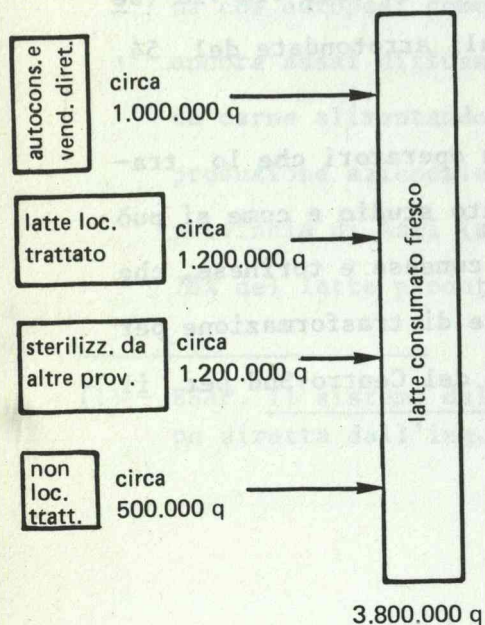 autocons. e
vend. diret.
circa
1.000.000 q
latte loc.
trattato
circa
1.200.000 q
sterilizz. da
altre prov.
circa
1.200.000 q
non
loc.
ttatt.
circa
500.000 q
latte consumato fresco
3.800.000 q